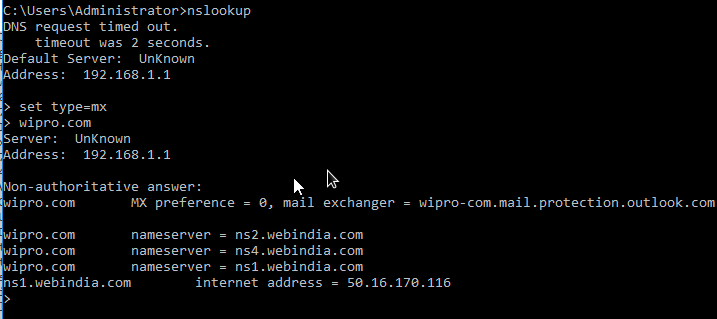 C:\Users\Administrator>nslookup
DNS request timed out.
    timeout was 2 seconds.
Default Server:  UnKnown
Address:  192.168.1.1

> set type=mx
> wipro.com
Server:  UnKnown
Address:  192.168.1.1

Non-authoritative answer:
wipro.com       MX preference = 0, mail exchanger = wipro-com.mail.protection.outlook.com

wipro.com       nameserver = ns2.webindia.com
wipro.com       nameserver = ns4.webindia.com
wipro.com       nameserver = ns1.webindia.com
ns1.webindia.com        internet address = 50.16.170.116
>